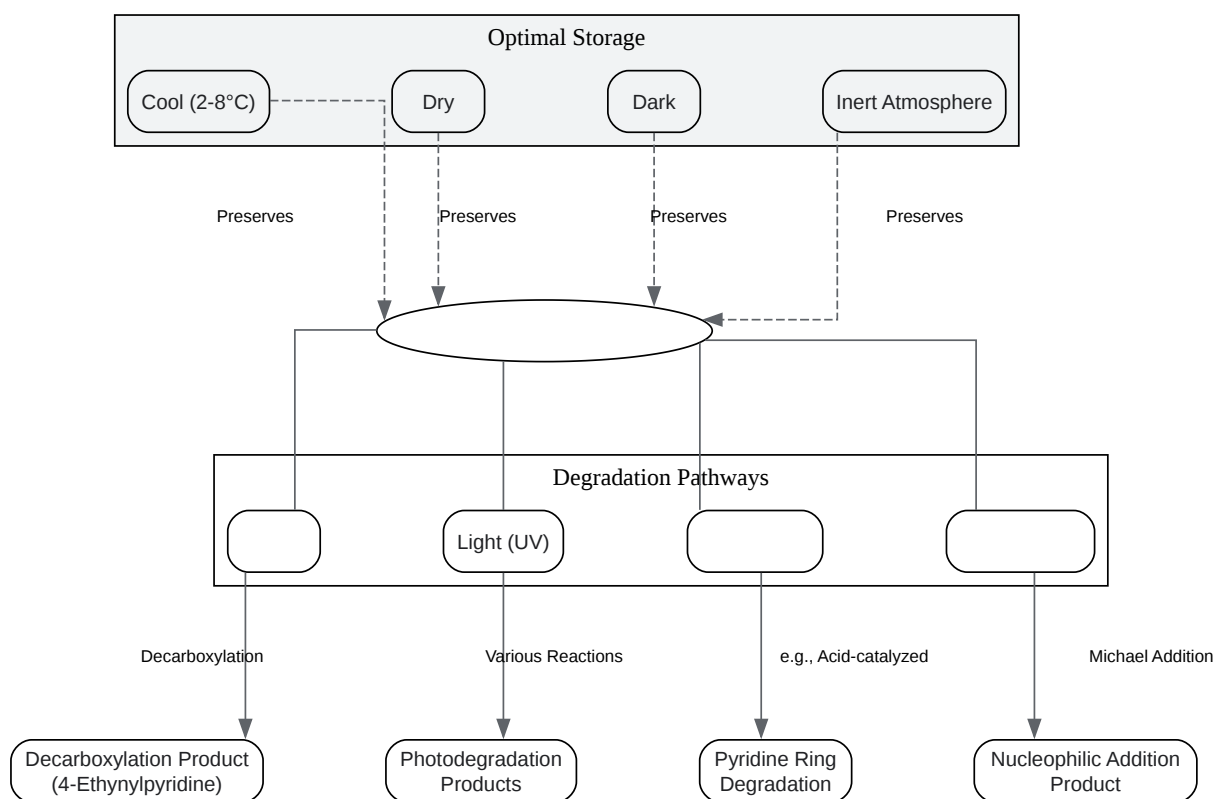 Optimal Storage
Cool (2-8°C)
Dry
Dark
Inert Atmosphere
Preserves
Preserves
Preserves
Preserves
Degradation Pathways
Light (UV)
Decarboxylation
Various Reactions
e.g., Acid-catalyzed
Michael Addition
Decarboxylation Product
(4-Ethynylpyridine)
Photodegradation
Products
Pyridine Ring
Degradation
Nucleophilic Addition
Product